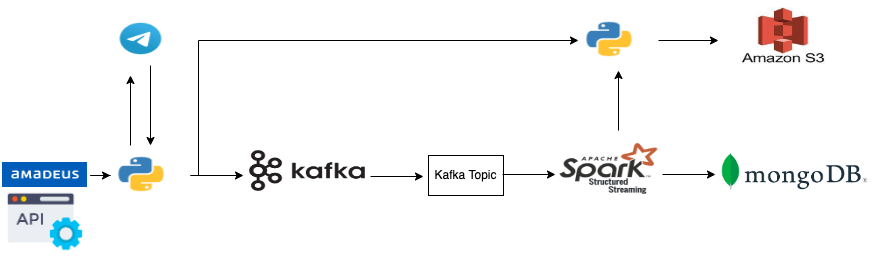 Amazon S3
amadeus
API
kafka
Kafka Topic
APACHE
Spark
Structured
Streaming
mongoDB